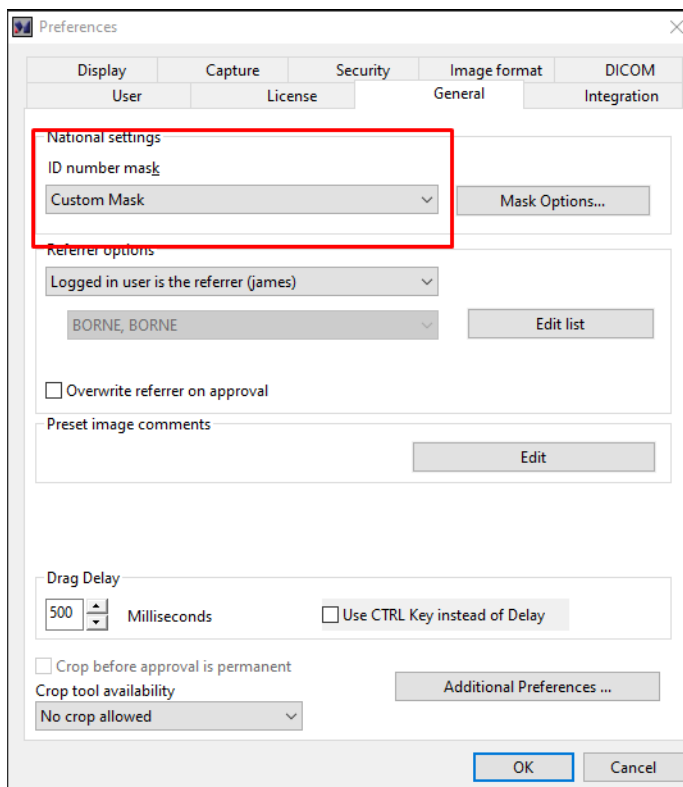 Preferences
Display Capture Security Image format DICOM
User License General Integration
National settings
ID number mask
Custom Mask Mask Options...
Referrer options
Logged in user is the referrer (james)
BORNE, BORNE Edit list
Overwrite referrer on approval
Preset image comments
Edit
Drag Delay
500 Milliseconds Use CTRL Key instead of Delay
Crop before approval is permanent
Crop tool availability Additional Preferences ...
No crop allowed
OK Cancel